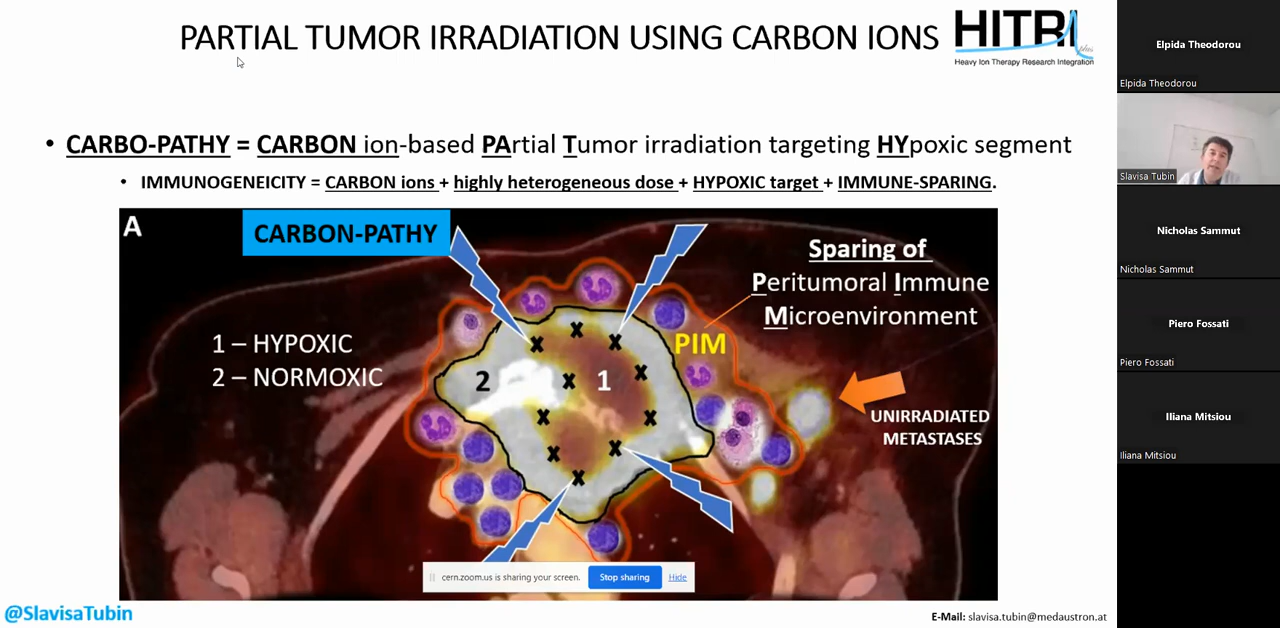 PARTIAL TUMOR IRRADIATION USING CARBON IONS
HITRI
Heavy Ion Therapy Research Integration
• CARBO-PATHY = CARBON ion-based PArtial Tumor irradiation targeting HYpoxic segment
• IMMUNOGENEICITY = CARBON ions + highly heterogeneous dose + HYPOXIC target + IMMUNE-SPARING.
A
CARBON-PATHY
Sparing of
Peritumoral Immune
Microenvironment
1 – HYPOXIC
2 – NORMOXIC
PIM
2
1
UNIRRADIATED
METASTASES
cern.zoom.us is sharing your screen.
Stop sharing
Hide
@SlavisaTubin
E-Mail: slavisa.tubin@medaustron.at
Elpida Theodorou
Elpida Theodorou
Slavisa Tubin
Nicholas Sammut
Nicholas Sammut
Piero Fossati
Piero Fossati
Iliana Mitsiou
Iliana Mitsiou